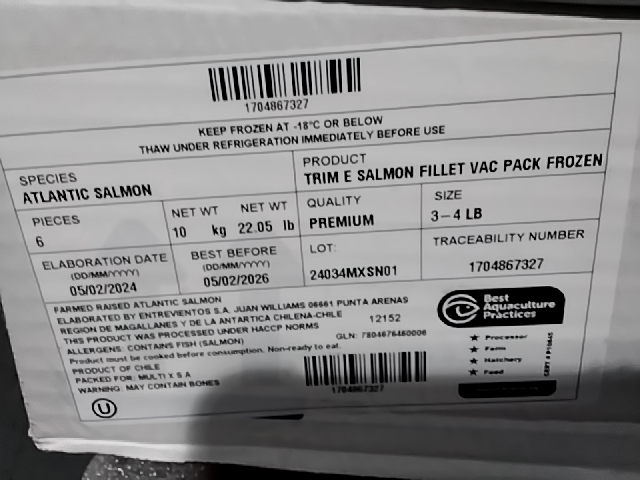 1704867327
KEEP FROZEN AT -18°C OR BELOW
THAW UNDER REFRIGERATION IMMEDIATELY BEFORE USE
SPECIES
ATLANTIC SALMON
PRODUCT
TRIM E SALMON FILLET VAC PACK FROZEN
PIECES
6
NET WT NET WT
10 kg 22.05 lb
QUALITY
PREMIUM
SIZE
3-4 LB
ELABORATION DATE
(DD/MM/YYYY)
05/02/2024
BEST BEFORE
(DD/MM/YYYY)
05/02/2026
LOT:
24034MXSN01
TRACEABILITY NUMBER
1704867327
FARMED RAISED ATLANTIC SALMON
ELABORATED BY ENTREVIENTOS S.A. JUAN WILLIAMS 06661 PUNTA ARENAS
REGION DE MAGALLANES Y DE LA ANTARTICA CHILENA-CHILE 12152
THIS PRODUCT WAS PROCESSED UNDER HACCP NORMS
ALLERGENS: CONTAINS FISH (SALMON) GLN: 7804676460006
Product must be cooked before consumption. Non-ready to eat.
PRODUCT OF CHILE
PACKED FOR: MULTI X S A
WARNING: MAY CONTAIN BONES
U
1704867327
Best
Aquaculture
Practices
Processor
Farm
Hatchery
Feed